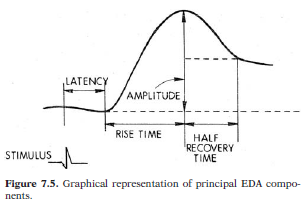 LATENCY
AMPLITUDE
RISE TIME
HALF
RECOVERY
TIME
STIMULUS
Figure 7.5. Graphical representation of principal EDA compo-
nents.